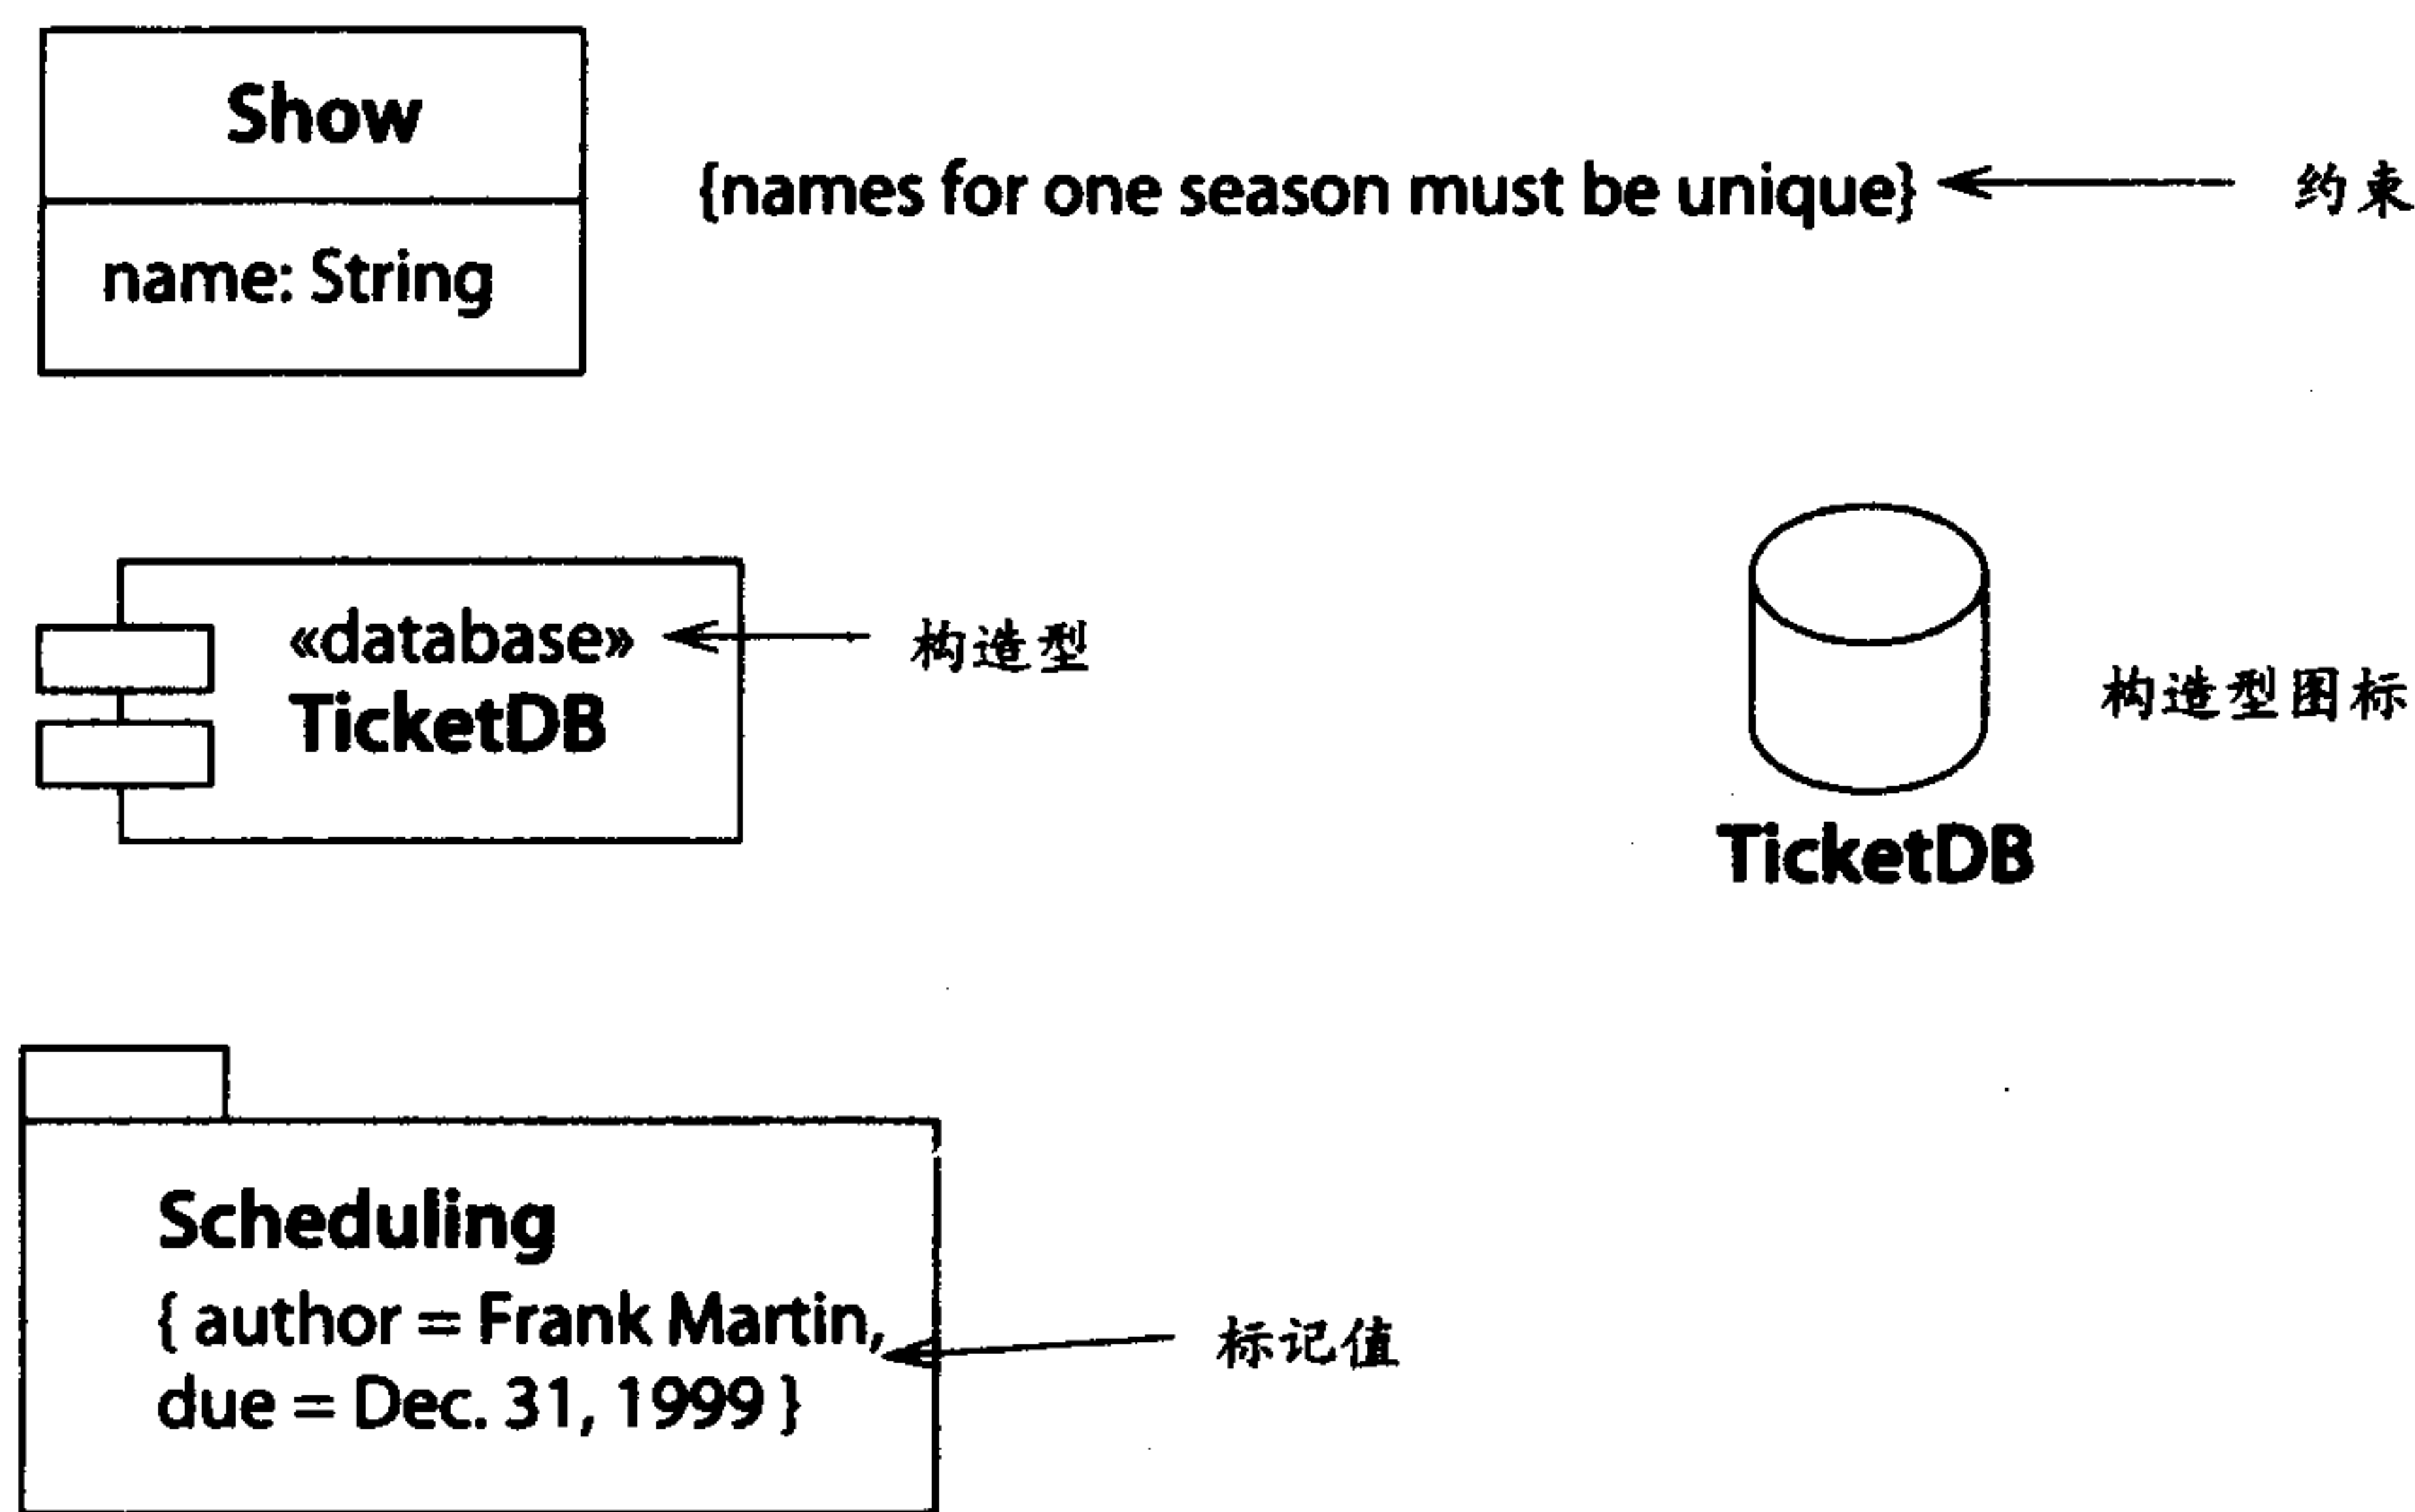 Show
name: String
{names for one season must be unique}
约束
«database»
TicketDB
构造型
构造型图标
TicketDB
Scheduling
{ author = Frank Martin,
due = Dec. 31, 1999 }
标记值